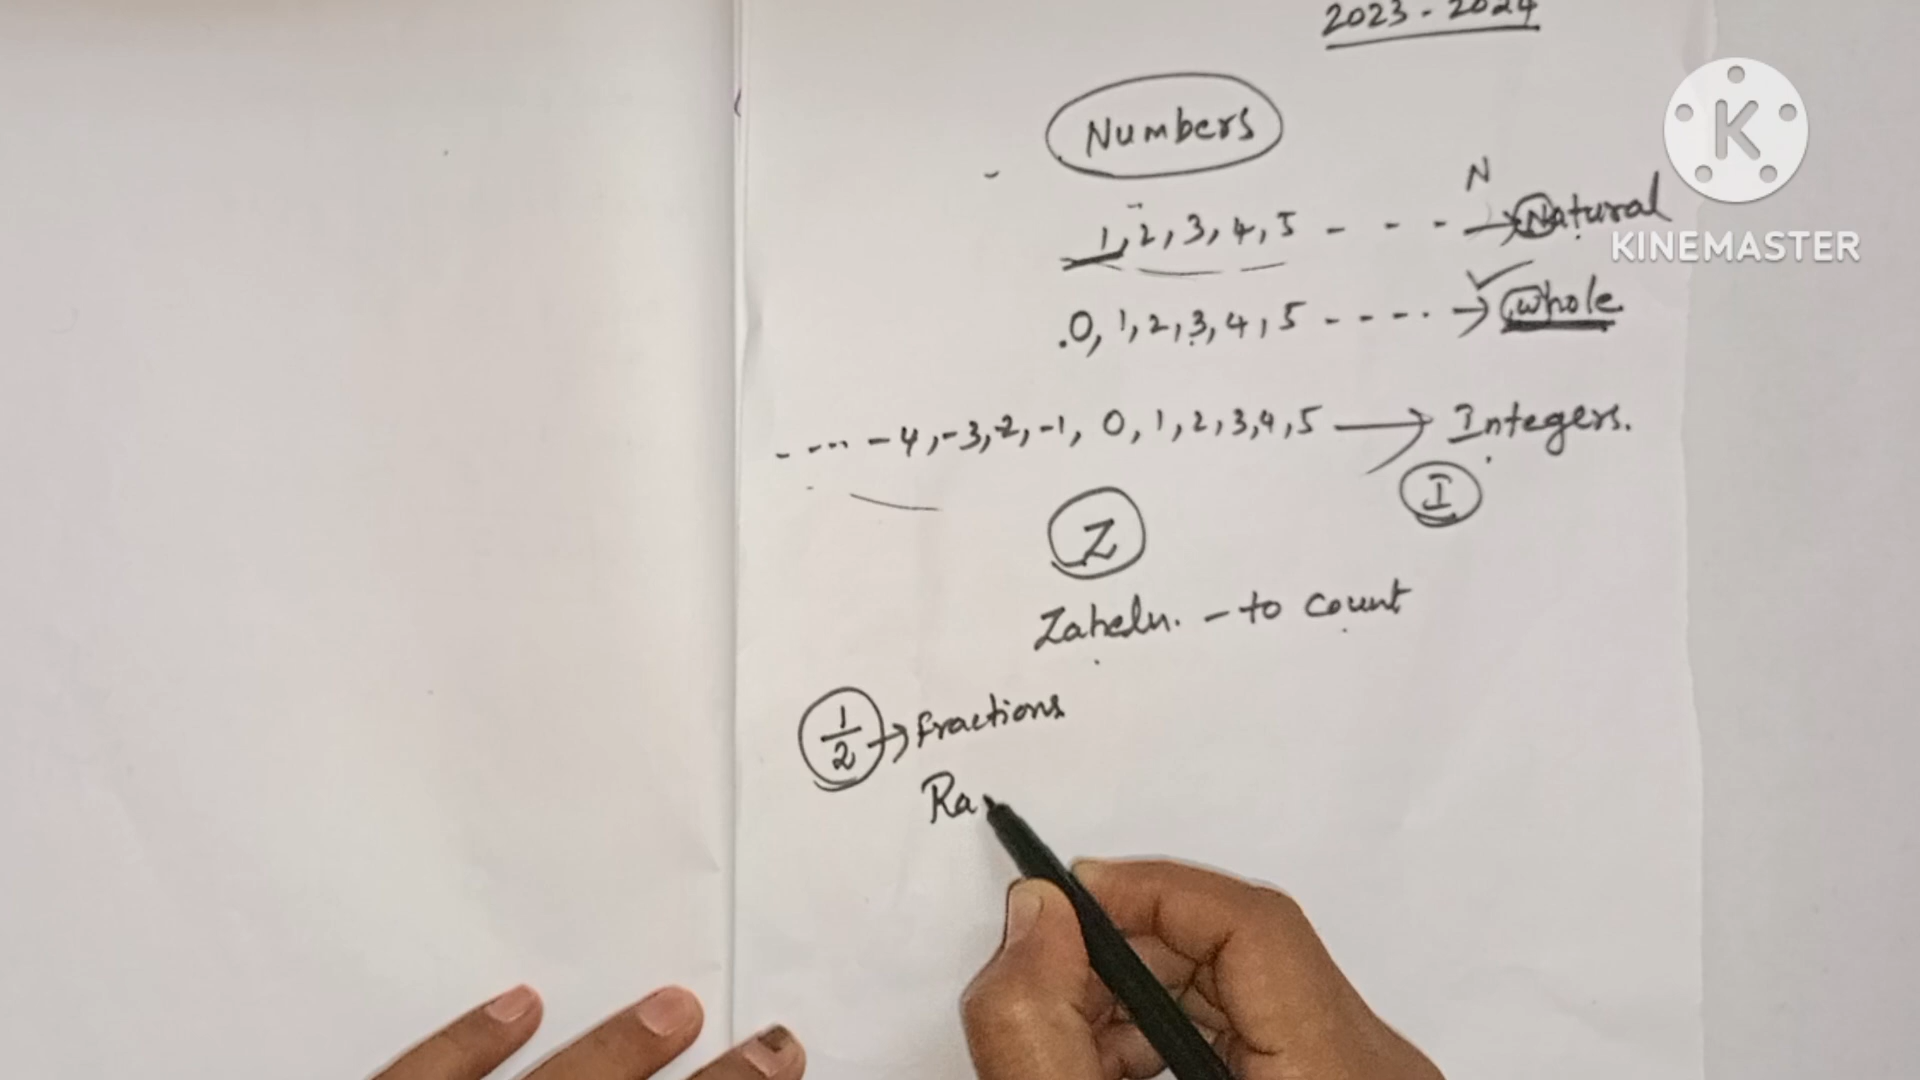 2023 - 2024
Numbers
N
1, 2, 3, 4, 5 - - - → Natural
K
KINEMASTER
.0, 1, 2, 3, 4, 5 - - - - → whole
- --- -4, -3, -2, -1, 0, 1, 2, 3, 4, 5 → Integers.
I
Z
Zaheln. - to count
1/2 → fractions
Ra